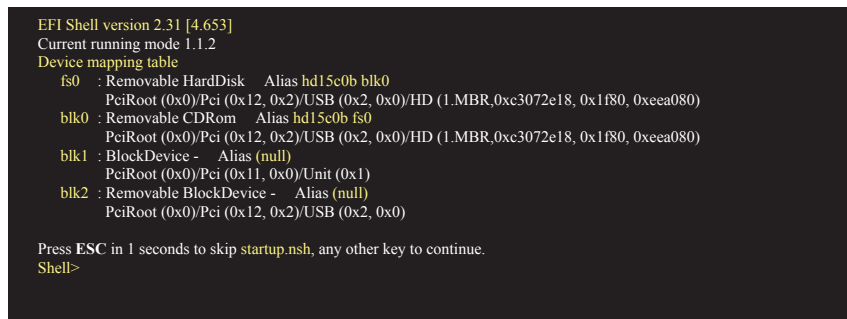 EFI Shell version 2.31 [4.653]
Current running mode 1.1.2
Device mapping table
fs0 : Removable HardDisk Alias hd15c0b blk0
PciRoot (0x0)/Pci (0x12, 0x2)/USB (0x2, 0x0)/HD (1.MBR,0xc3072e18, 0x1f80, 0xeea080)
blk0 : Removable CDRom Alias hd15c0b fs0
PciRoot (0x0)/Pci (0x12, 0x2)/USB (0x2, 0x0)/HD (1.MBR,0xc3072e18, 0x1f80, 0xeea080)
blk1 : BlockDevice - Alias (null)
PciRoot (0x0)/Pci (0x11, 0x0)/Unit (0x1)
blk2 : Removable BlockDevice - Alias (null)
PciRoot (0x0)/Pci (0x12, 0x2)/USB (0x2, 0x0)
Press ESC in 1 seconds to skip startup.nsh, any other key to continue.
Shell>